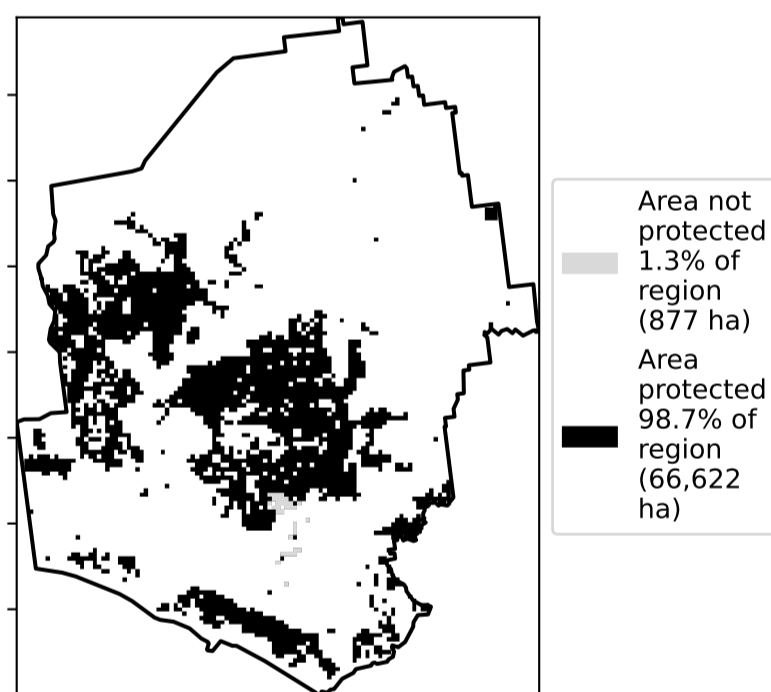 Area not
protected
1.3% of
region
(877 ha)
Area
protected
98.7% of
region
(66,622
ha)